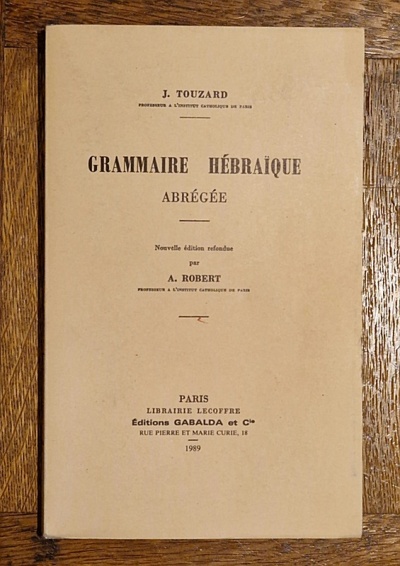 J. TOUZARD
PROFESSEUR A L'INSTITUT CATHOLIQUE DE PARIS
GRAMMAIRE HÉBRAÏQUE
ABRÉGÉE
Nouvelle édition refondue
par
A. ROBERT
PROFESSEUR A L'INSTITUT CATHOLIQUE DE PARIS
PARIS
LIBRAIRIE LECOFFRE
Éditions GABALDA et Cie
RUE PIERRE ET MARIE CURIE, 18
1989